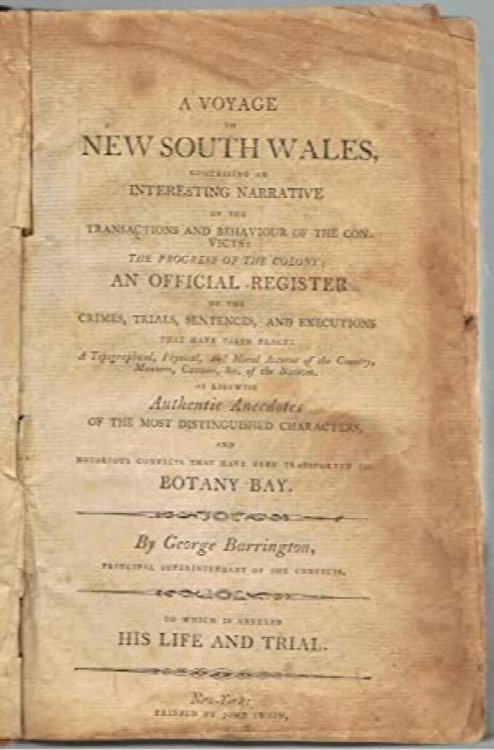 A VOYAGE
TO
NEW SOUTH WALES,
COMPRISING AN
INTERESTING NARRATIVE
OF THE
TRANSACTIONS AND BEHAVIOUR OF THE CON-
VICTS:
THE PROGRESS OF THE COLONY;
AN OFFICIAL REGISTER
OF THE
CRIMES, TRIALS, SENTENCES, AND EXECUTIONS
THAT HAVE TAKEN PLACE:
A Topographical, Physical, and Moral Account of the Country,
Manners, Customs, &c. of the Natives.
AS LIKEWISE
Authentic Anecdotes
OF THE MOST DISTINGUISHED CHARACTERS,
AND
NOTORIOUS CONVICTS THAT HAVE BEEN TRANSPORTED TO
BOTANY BAY.
By George Barrington,
PRINCIPAL SUPERINTENDANT OF THE CONVICTS.
TO WHICH IS ANNEXED
HIS LIFE AND TRIAL.
New-York:
PRINTED BY JOHN SWAIN,